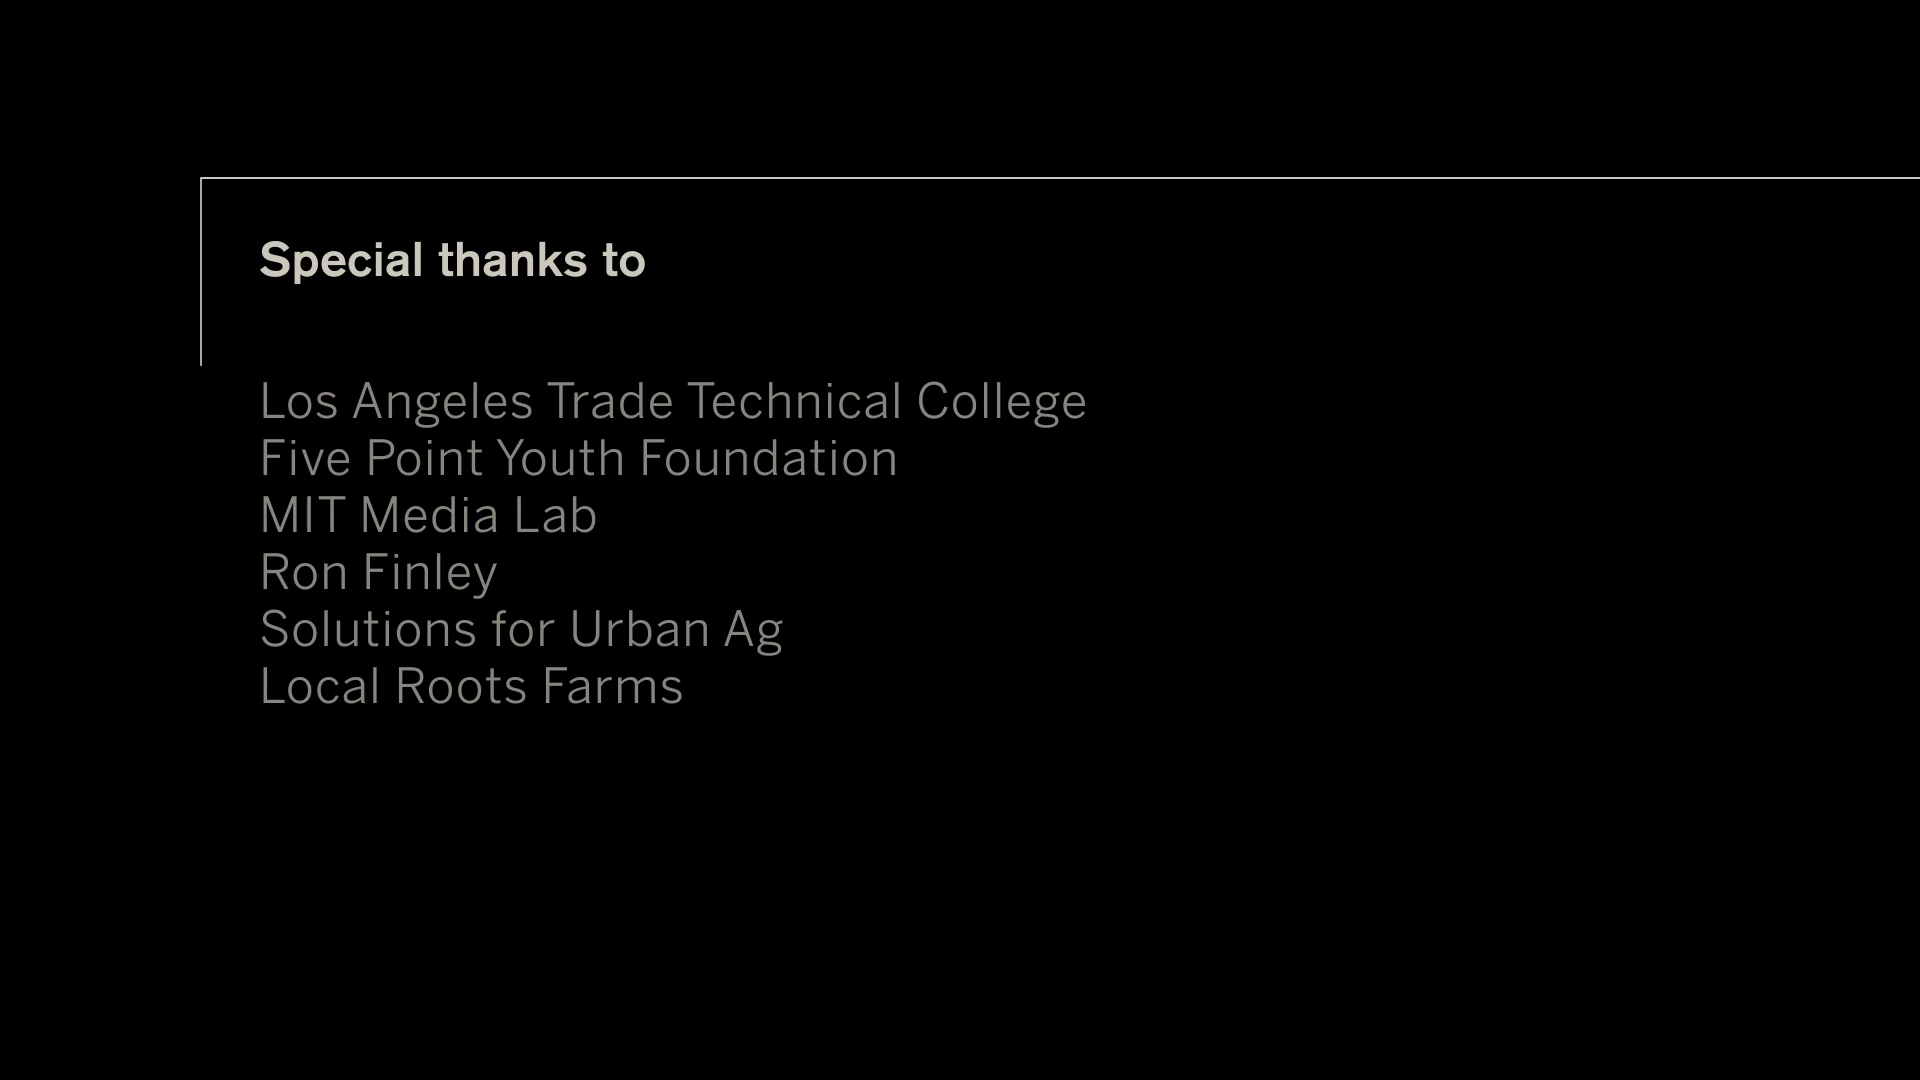 Special thanks to
Los Angeles Trade Technical College
Five Point Youth Foundation
MIT Media Lab
Ron Finley
Solutions for Urban Ag
Local Roots Farms